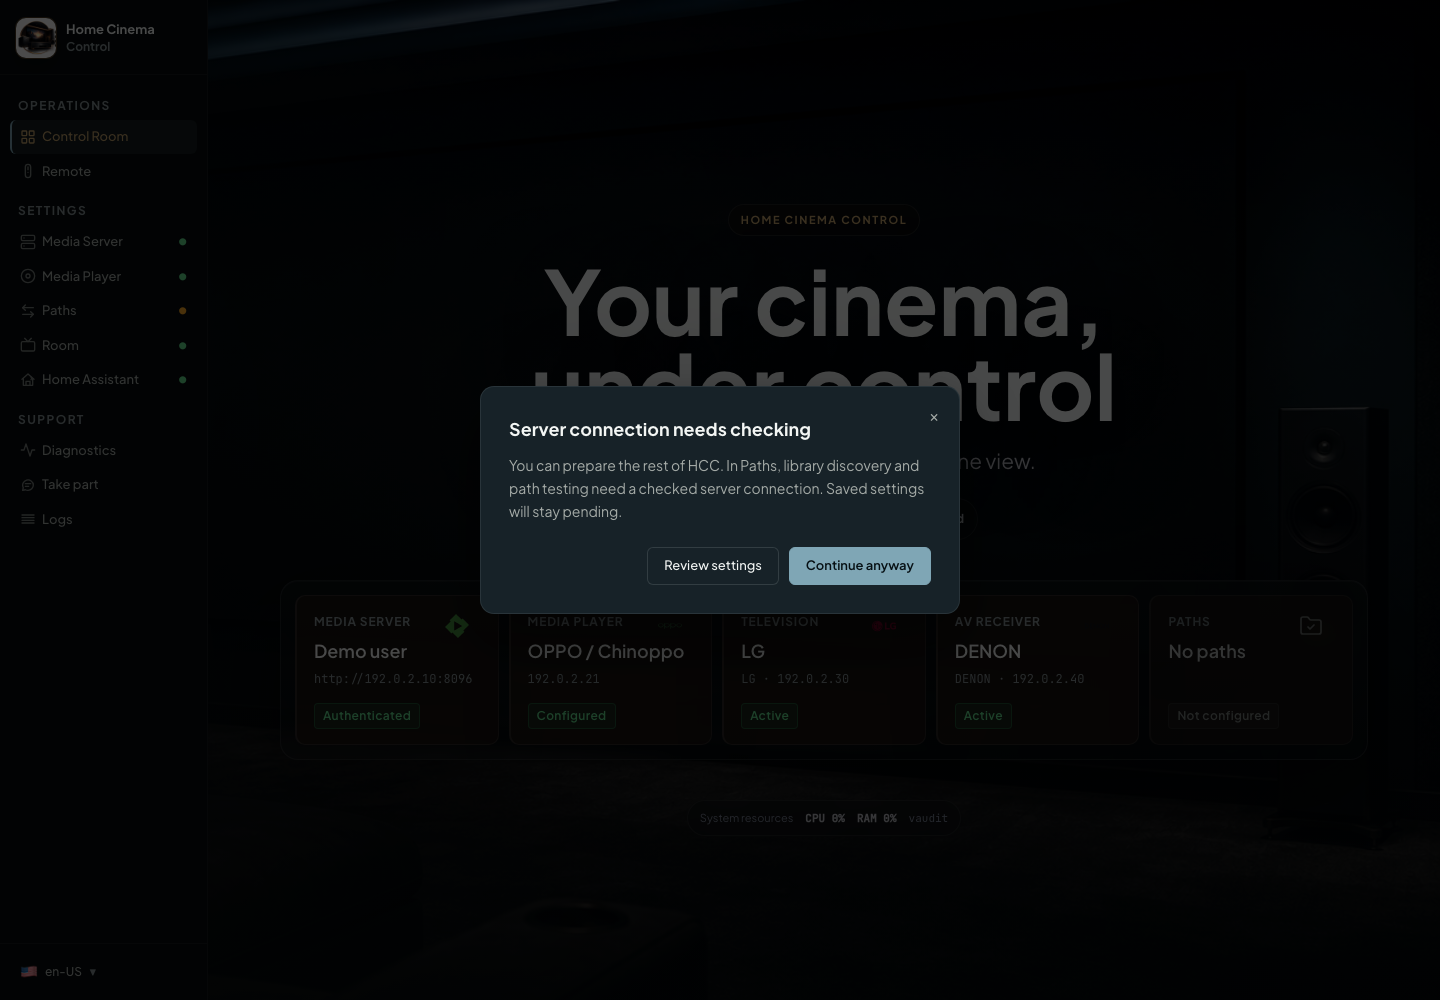 Home Cinema
Control
OPERATIONS
Control Room
Remote
SETTINGS
Media Server
Media Player
Paths
Room
Home Assistant
SUPPORT
Diagnostics
Take part
Logs
en-US
HOME CINEMA CONTROL
Your cinema,
under control
ne view.
d
Server connection needs checking
×
You can prepare the rest of HCC. In Paths, library discovery and
path testing need a checked server connection. Saved settings
will stay pending.
Review settings
Continue anyway
MEDIA SERVER
Demo user
http://192.0.2.10:8096
Authenticated
MEDIA PLAYER
OPPO / Chinoppo
192.0.2.21
Configured
TELEVISION
LG
LG
LG · 192.0.2.30
Active
AV RECEIVER
DENON
DENON · 192.0.2.40
Active
PATHS
No paths
Not configured
System resources CPU 0% RAM 0% vaudit